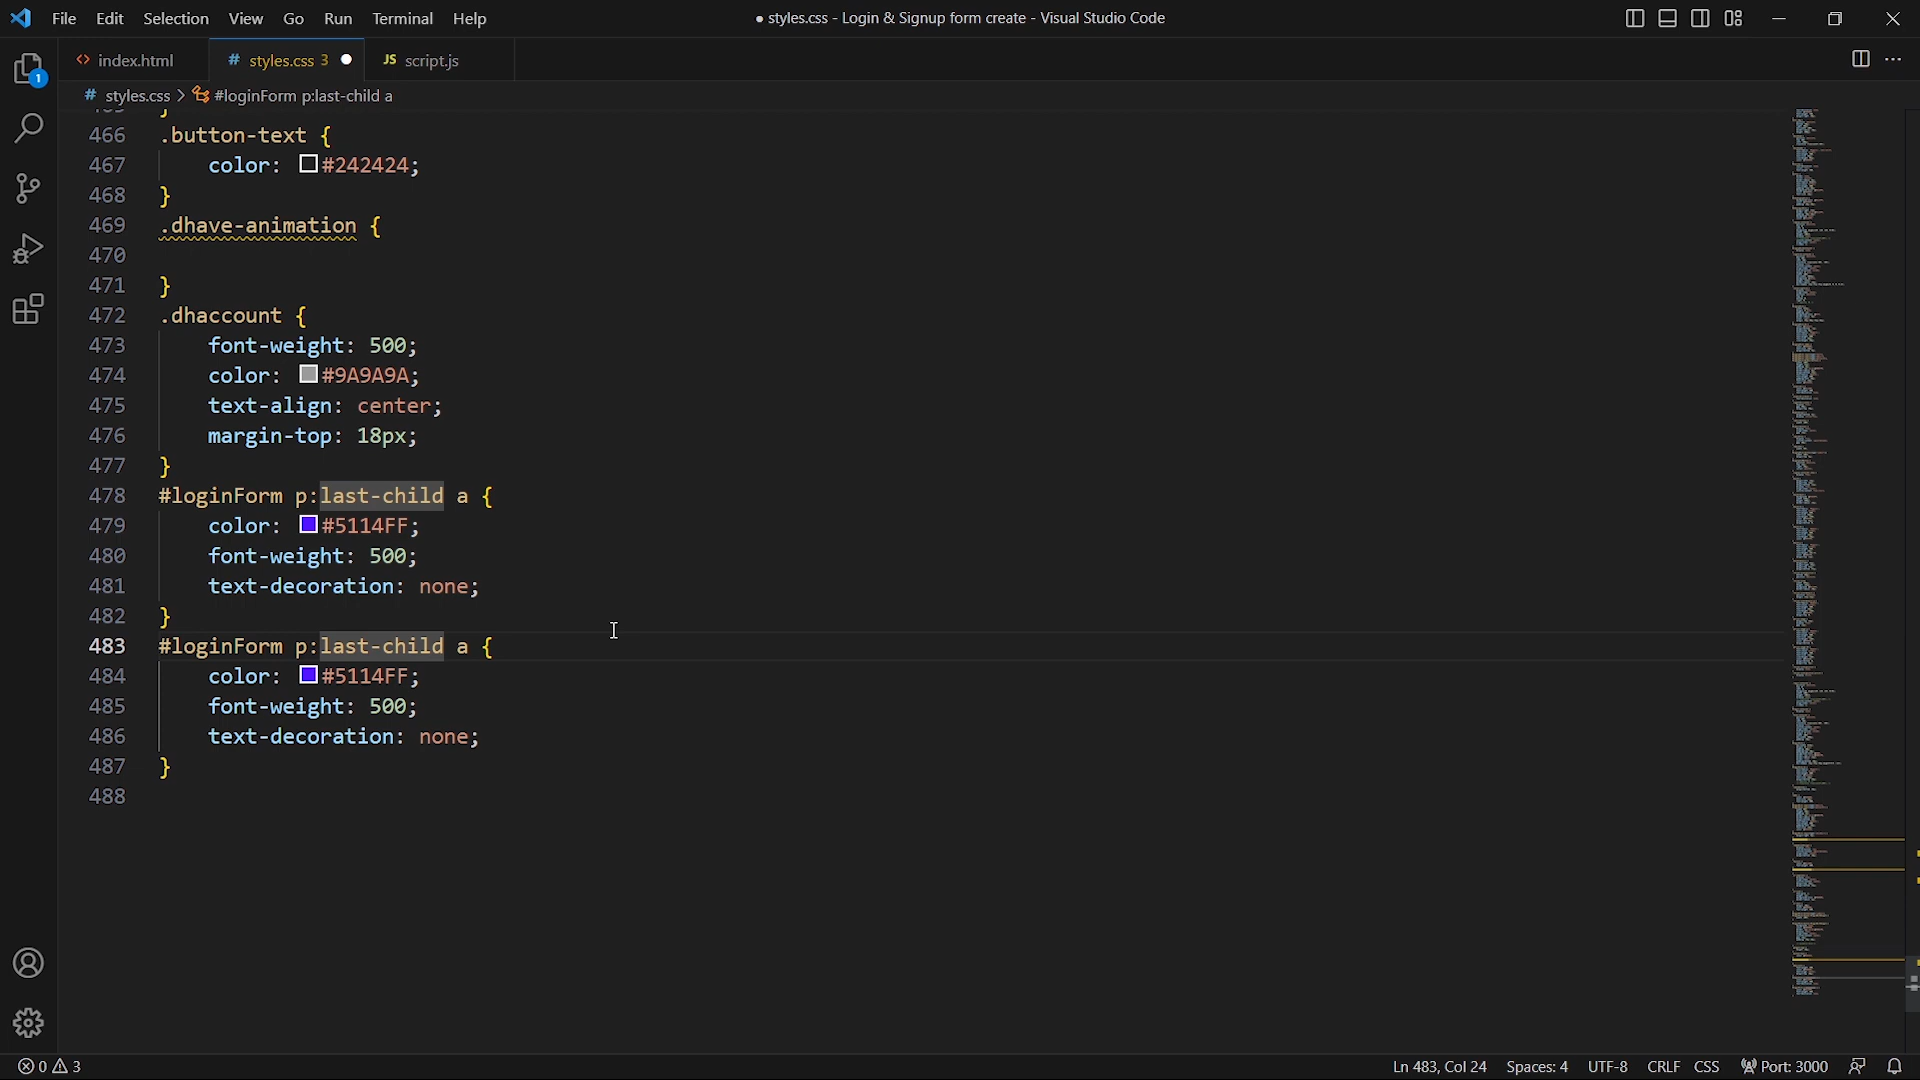 File Edit Selection View Go Run Terminal Help
● styles.css - Login & Signup form create - Visual Studio Code
index.html
# styles.css 3 ●
JS script.js
# styles.css > #loginForm p:last-child a
1
466 .button-text {
467 color: #242424;
468 }
469 .dhave-animation {
470
471 }
472 .dhaccount {
473 font-weight: 500;
474 color: #9A9A9A;
475 text-align: center;
476 margin-top: 18px;
477 }
478 #loginForm p:last-child a {
479 color: #5114FF;
480 font-weight: 500;
481 text-decoration: none;
482 }
483 #loginForm p:last-child a {
484 color: #5114FF;
485 font-weight: 500;
486 text-decoration: none;
487 }
488
0 3
Ln 483, Col 24 Spaces: 4 UTF-8 CRLF CSS Port: 3000